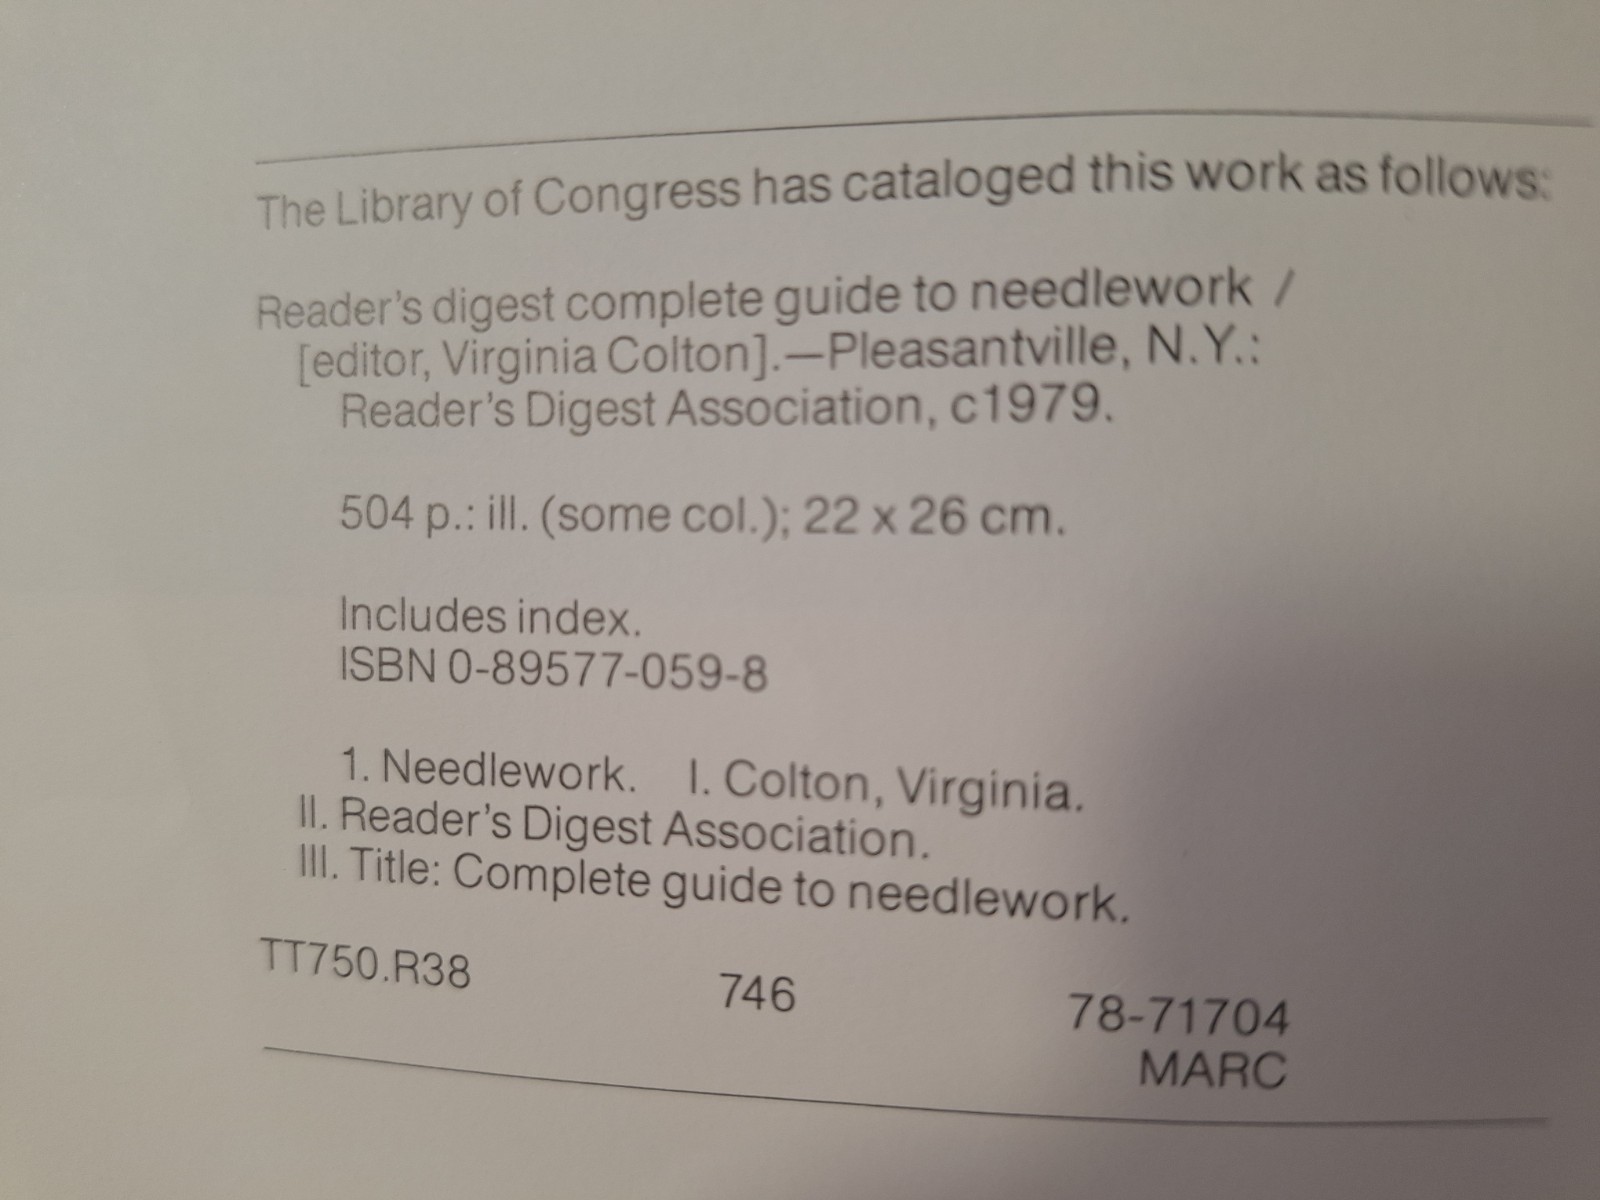 The Library of Congress has cataloged this work as follows:
Reader's digest complete guide to needlework /
[editor, Virginia Colton].—Pleasantville, N.Y.:
Reader's Digest Association, c1979.
504 p.: ill. (some col.); 22 x 26 cm.
Includes index.
ISBN 0-89577-059-8
1. Needlework. I. Colton, Virginia.
II. Reader's Digest Association.
III. Title: Complete guide to needlework.
TT750.R38 746 78-71704
MARC